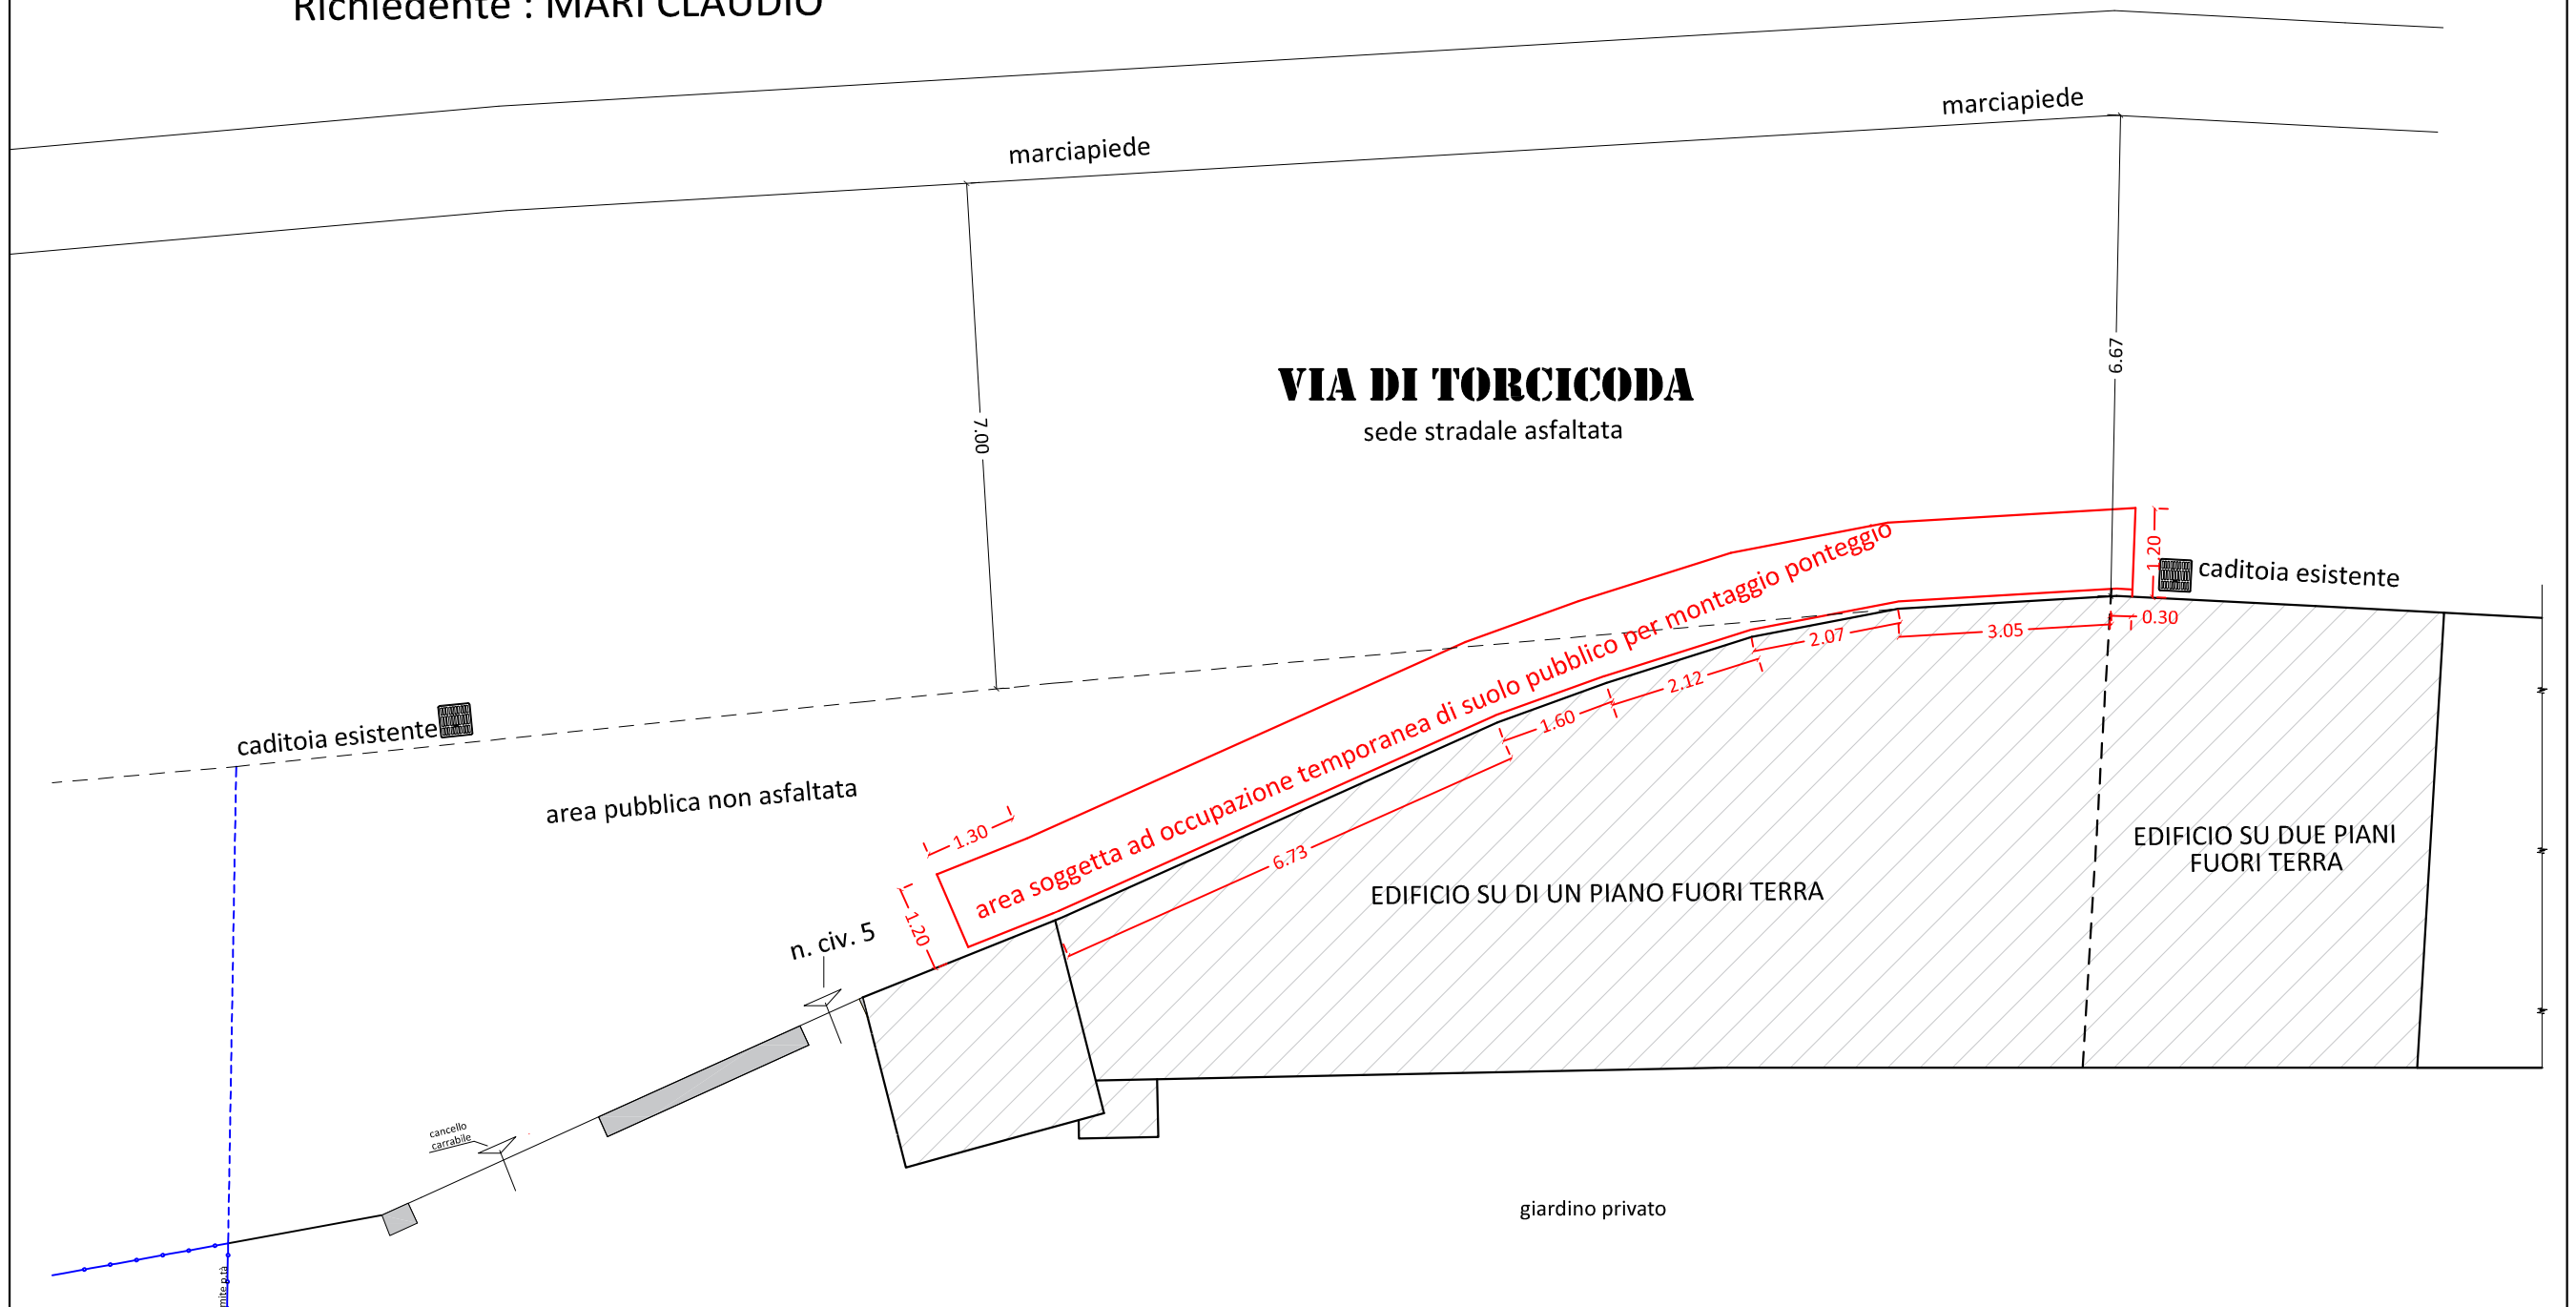 Richiedente : MARI CLAUDIO
marciapiede
marciapiede
6.67
7.00
VIA DI TORCICODA
sede stradale asfaltata
1.20
caditoia esistente
0.30
3.05
2.07
2.12
1.60
6.73
area soggetta ad occupazione temporanea di suolo pubblico per montaggio ponteggio
caditoia esistente
area pubblica non asfaltata
1.30
1.20
n. civ. 5
EDIFICIO SU DI UN PIANO FUORI TERRA
EDIFICIO SU DUE PIANI
FUORI TERRA
cancello
carrabile
giardino privato
p.tà